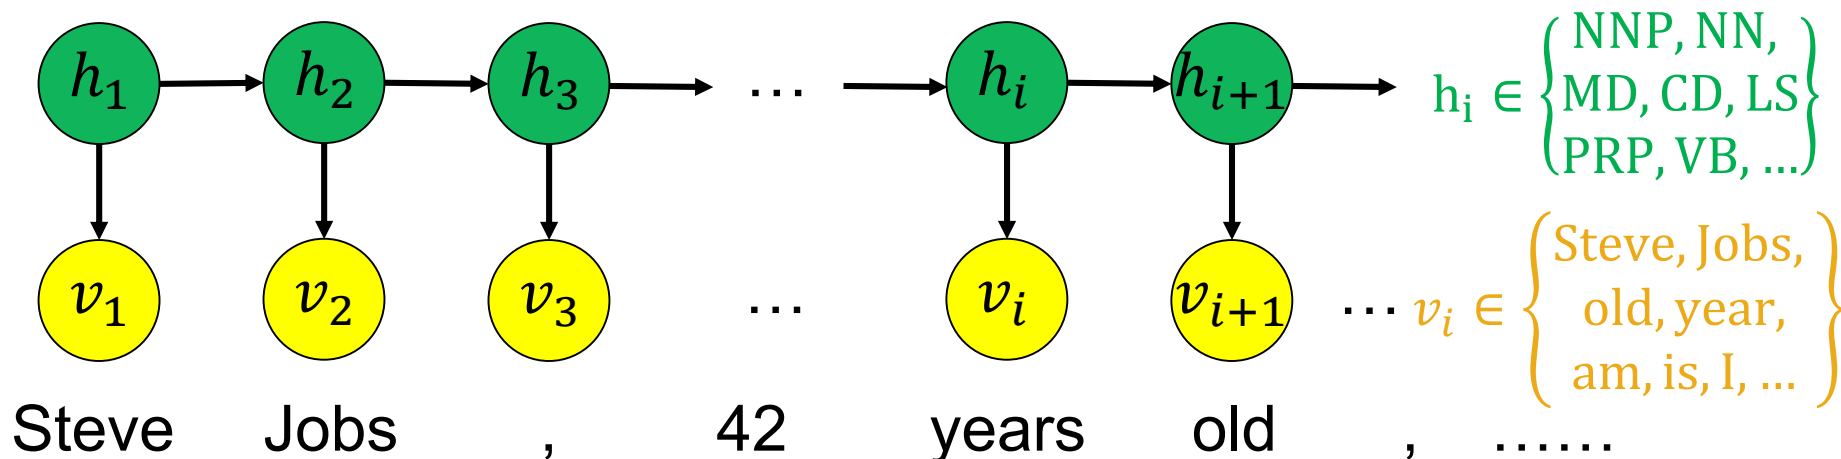 h₁ h₂ h₃ … hᵢ hᵢ₊₁
hᵢ ∈ { NNP, NN,
MD, CD, LS
PRP, VB, … }
v₁ v₂ v₃ … vᵢ vᵢ₊₁ …
vᵢ ∈ { Steve, Jobs,
old, year,
am, is, I, … }
Steve Jobs , 42 years old , ……